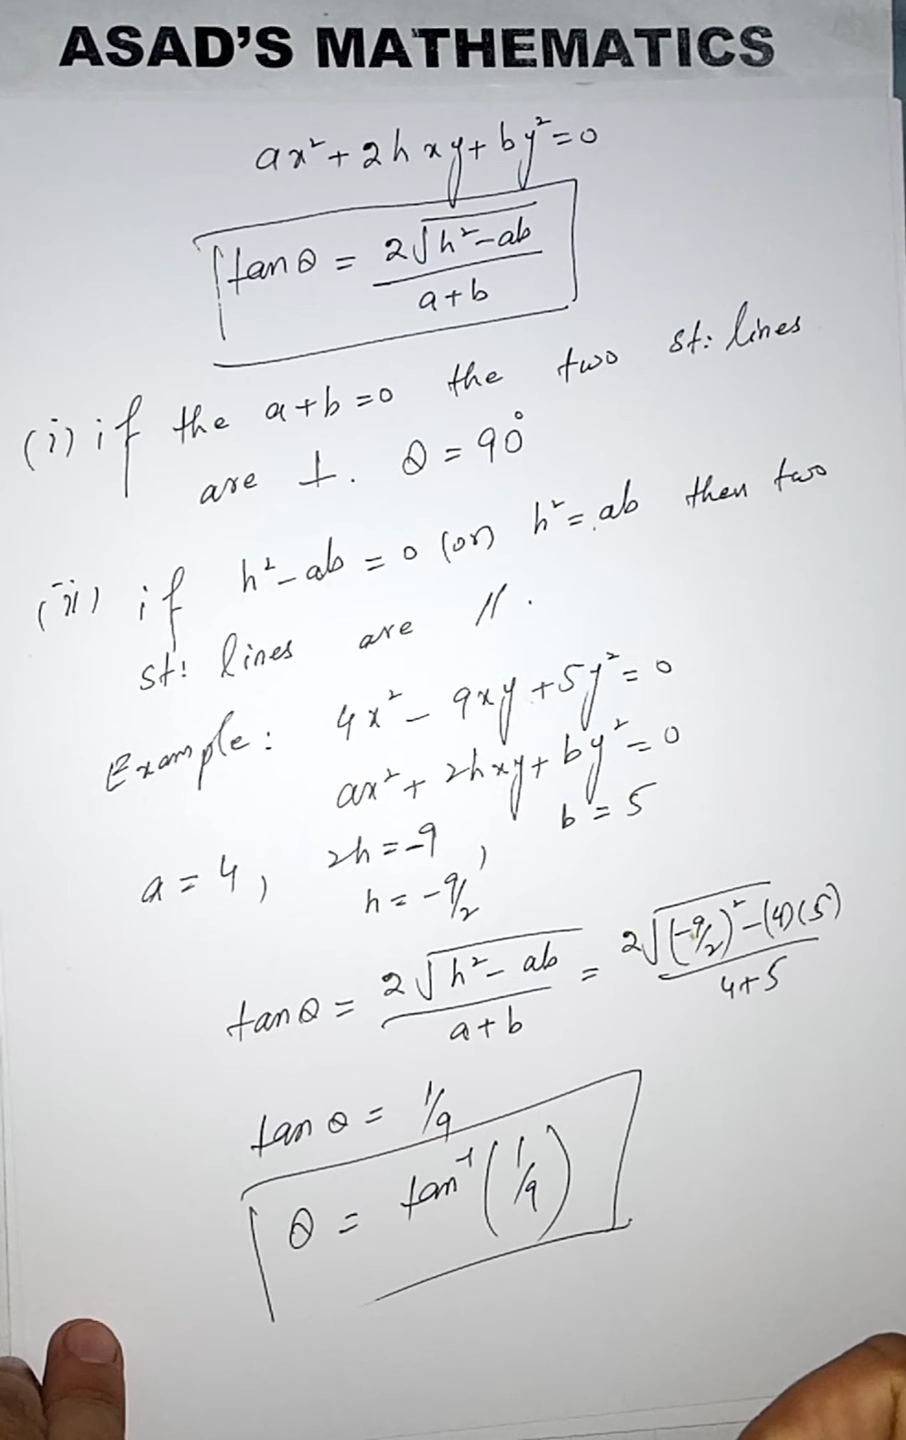 ASAD'S MATHEMATICS
ax² + 2hxy + by² = 0
tan θ = 2√(h² - ab) / (a + b)
(i) if the a + b = 0 the two st: lines
are ⊥. θ = 90°
(ii) if h² - ab = 0 (or) h² = ab then two
st: lines are //.
Example: 4x² - 9xy + 5y² = 0
ax² + 2hxy + by² = 0
a = 4, 2h = -9, b = 5
h = -9/2
tan θ = 2√(h² - ab) / (a + b) = 2√((-9/2)² - (4)(5)) / (4 + 5)
tan θ = 1/9
θ = tan⁻¹(1/9)